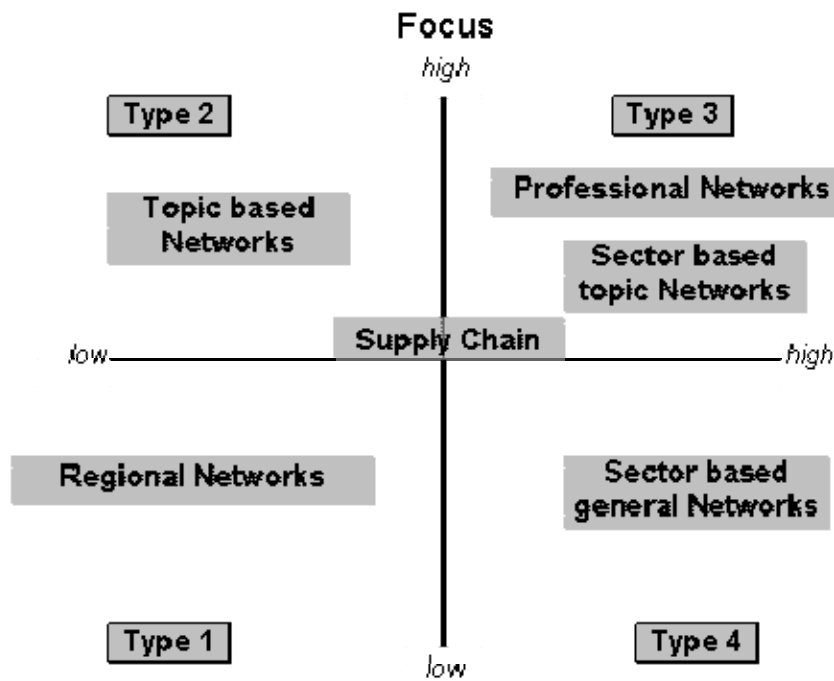 Focus
high
Type 2
Type 3
Professional Networks
Topic based
Networks
Sector based
topic Networks
Supply Chain
low
high
Regional Networks
Sector based
general Networks
Type 1
Type 4
low